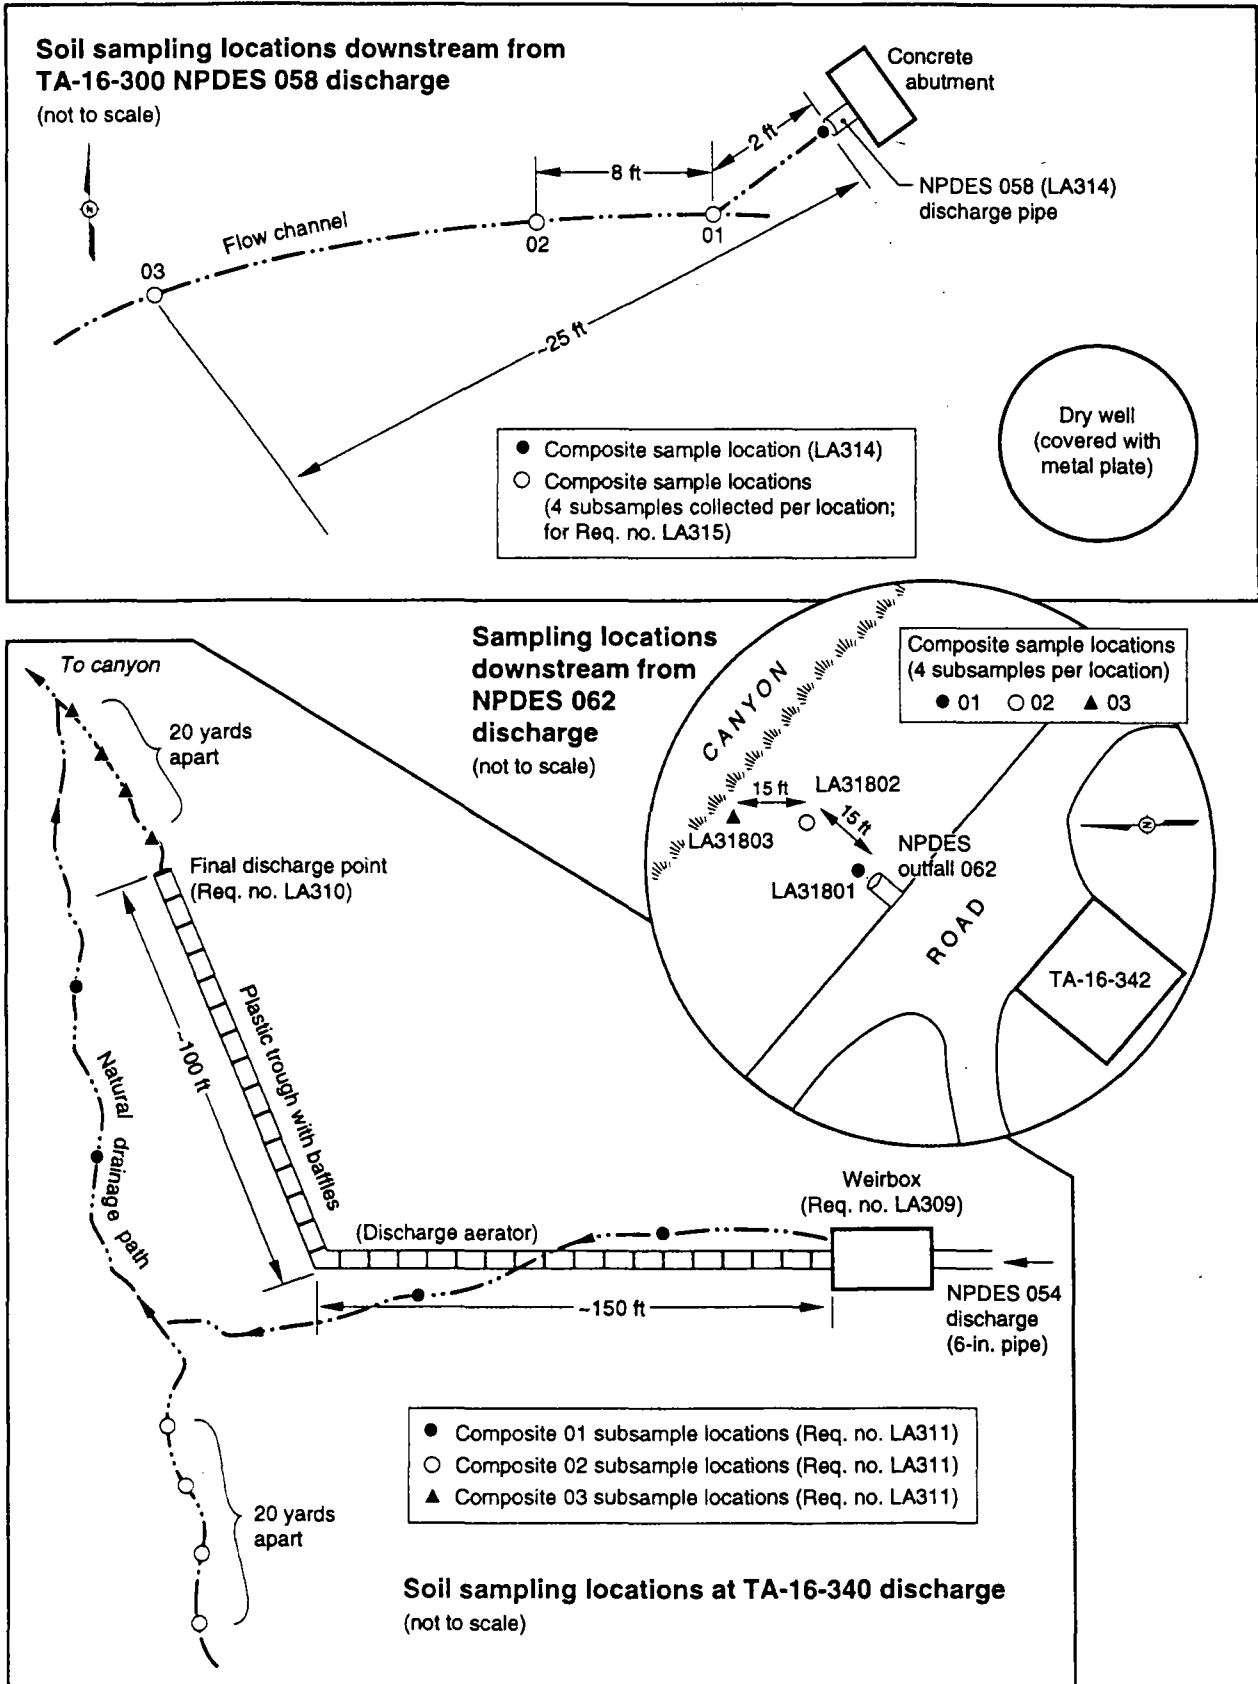 Soil sampling locations downstream from
TA-16-300 NPDES 058 discharge
(not to scale)
Concrete
abutment
2 ft
8 ft
NPDES 058 (LA314)
discharge pipe
Flow channel
01
02
03
~25 ft
Dry well
(covered with
metal plate)
● Composite sample location (LA314)
○ Composite sample locations
(4 subsamples collected per location;
for Req. no. LA315)
Sampling locations
downstream from
NPDES 062
discharge
(not to scale)
Composite sample locations
(4 subsamples per location)
● 01 ○ 02 ▲ 03
CANYON
15 ft
LA31802
15 ft
LA31803
NPDES
outfall 062
LA31801
ROAD
TA-16-342
N
To canyon
20 yards
apart
Final discharge point
(Req. no. LA310)
Plastic trough with baffles
~100 ft
Natural drainage path
Weirbox
(Req. no. LA309)
(Discharge aerator)
~150 ft
NPDES 054
discharge
(6-in. pipe)
● Composite 01 subsample locations (Req. no. LA311)
○ Composite 02 subsample locations (Req. no. LA311)
▲ Composite 03 subsample locations (Req. no. LA311)
20 yards
apart
Soil sampling locations at TA-16-340 discharge
(not to scale)